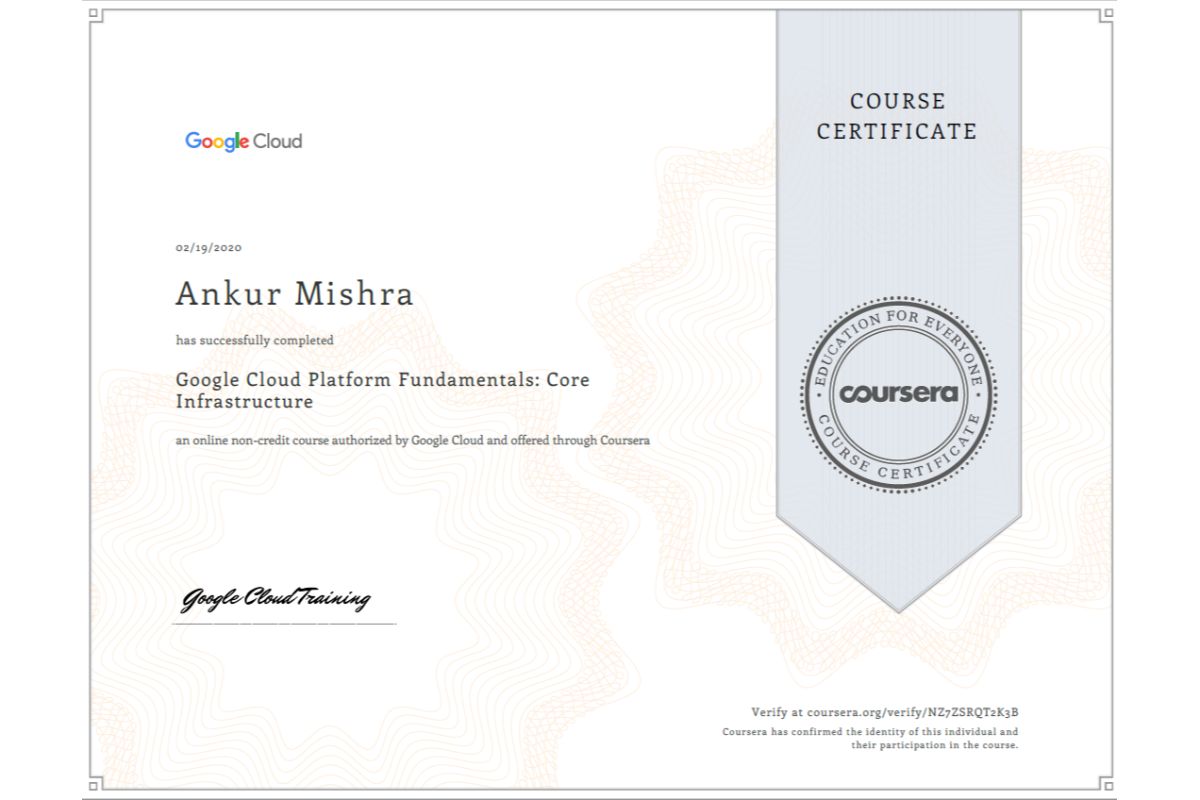 COURSE
CERTIFICATE
Google Cloud
02/19/2020
Ankur Mishra
has successfully completed
Google Cloud Platform Fundamentals: Core
Infrastructure
an online non-credit course authorized by Google Cloud and offered through Coursera
EDUCATION FOR EVERYONE
coursera
COURSE CERTIFICATE
Google Cloud Training
Verify at coursera.org/verify/NZ7ZSRQT2K3B
Coursera has confirmed the identity of this individual and
their participation in the course.